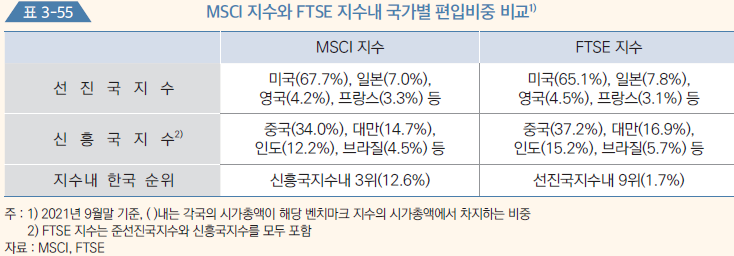 표 3-55
MSCI 지수와 FTSE 지수내 국가별 편입비중 비교1)
MSCI 지수
FTSE 지수
선 진 국 지 수
미국(67.7%), 일본(7.0%),
영국(4.2%), 프랑스(3.3%) 등
미국(65.1%), 일본(7.8%),
영국(4.5%), 프랑스(3.1%) 등
신 흥 국 지 수2)
중국(34.0%), 대만(14.7%),
인도(12.2%), 브라질(4.5%) 등
중국(37.2%), 대만(16.9%),
인도(15.2%), 브라질(5.7%) 등
지수내 한국 순위
신흥국지수내 3위(12.6%)
선진국지수내 9위(1.7%)
주 : 1) 2021년 9월말 기준, ( )내는 각국의 시가총액이 해당 벤치마크 지수의 시가총액에서 차지하는 비중
2) FTSE 지수는 준선진국지수와 신흥국지수를 모두 포함
자료 : MSCI, FTSE